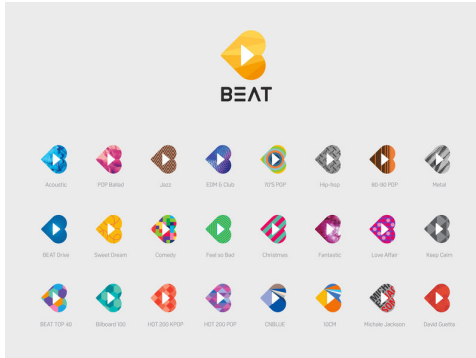 BEAT
Acoustic POP Ballad Jazz EDM & Club 70'S POP Hip-hop 80-90 POP Metal
BEAT Drive Sweet Dream Comedy Feel so Bad Christmas Fantastic Love Affair Keep Calm
BEAT TOP 40 Billboard 100 HOT 200 KPOP HOT 200 POP CNBLUE 10CM Michele Jackson David Guetta